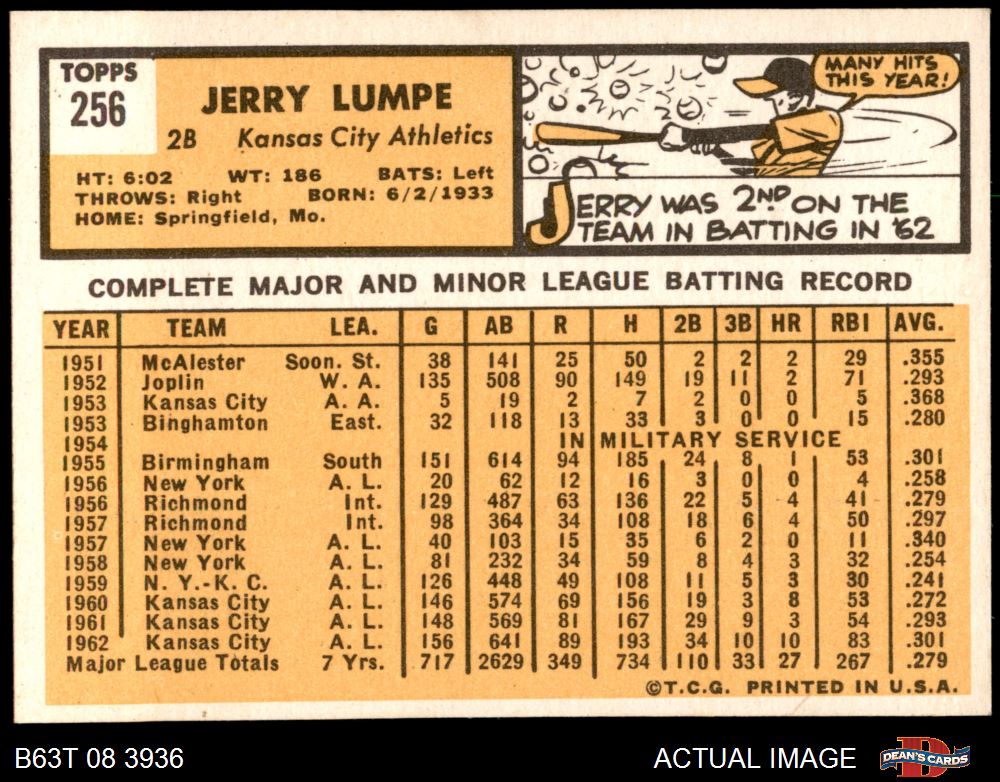 TOPPS
256
JERRY LUMPE
2B Kansas City Athletics
HT: 6:02 WT: 186 BATS: Left
THROWS: Right BORN: 6/2/1933
HOME: Springfield, Mo.
MANY HITS
THIS YEAR!
JERRY WAS 2ND ON THE
TEAM IN BATTING IN '62
COMPLETE MAJOR AND MINOR LEAGUE BATTING RECORD
YEAR TEAM LEA. G AB R H 2B 3B HR RBI AVG.
1951 McAlester Soon. St. 38 141 25 50 2 2 2 29 .355
1952 Joplin W. A. 135 508 90 149 19 11 2 71 .293
1953 Kansas City A. A. 5 19 2 7 2 0 0 5 .368
1953 Binghamton East. 32 118 13 33 3 0 0 15 .280
1954 IN MILITARY SERVICE
1955 Birmingham South 151 614 94 185 24 8 1 53 .301
1956 New York A. L. 20 62 12 16 3 0 0 4 .258
1956 Richmond Int. 129 487 63 136 22 5 4 41 .279
1957 Richmond Int. 98 364 34 108 18 6 4 50 .297
1957 New York A. L. 40 103 15 35 6 2 0 11 .340
1958 New York A. L. 81 232 34 59 8 4 3 32 .254
1959 N. Y.-K. C. A. L. 126 448 49 108 11 5 3 30 .241
1960 Kansas City A. L. 146 574 69 156 19 3 8 53 .272
1961 Kansas City A. L. 148 569 81 167 29 9 3 54 .293
1962 Kansas City A. L. 156 641 89 193 34 10 10 83 .301
Major League Totals 7 Yrs. 717 2629 349 734 110 33 27 267 .279
©T.C.G. PRINTED IN U.S.A.
B63T 08 3936 ACTUAL IMAGE DEAN'S CARDS